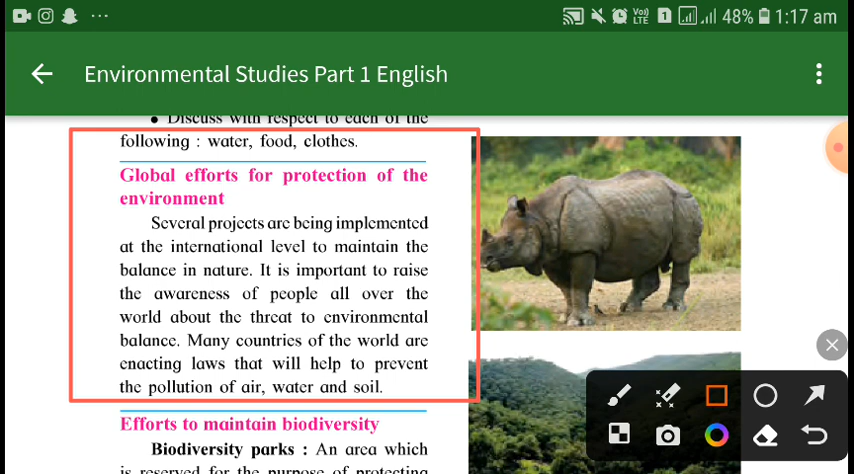 48% 1:17 am
Environmental Studies Part 1 English
• Discuss with respect to each of the
following : water, food, clothes.
Global efforts for protection of the
environment
Several projects are being implemented
at the international level to maintain the
balance in nature. It is important to raise
the awareness of people all over the
world about the threat to environmental
balance. Many countries of the world are
enacting laws that will help to prevent
the pollution of air, water and soil.
Efforts to maintain biodiversity
Biodiversity parks : An area which
is reserved for the purpose of protecting